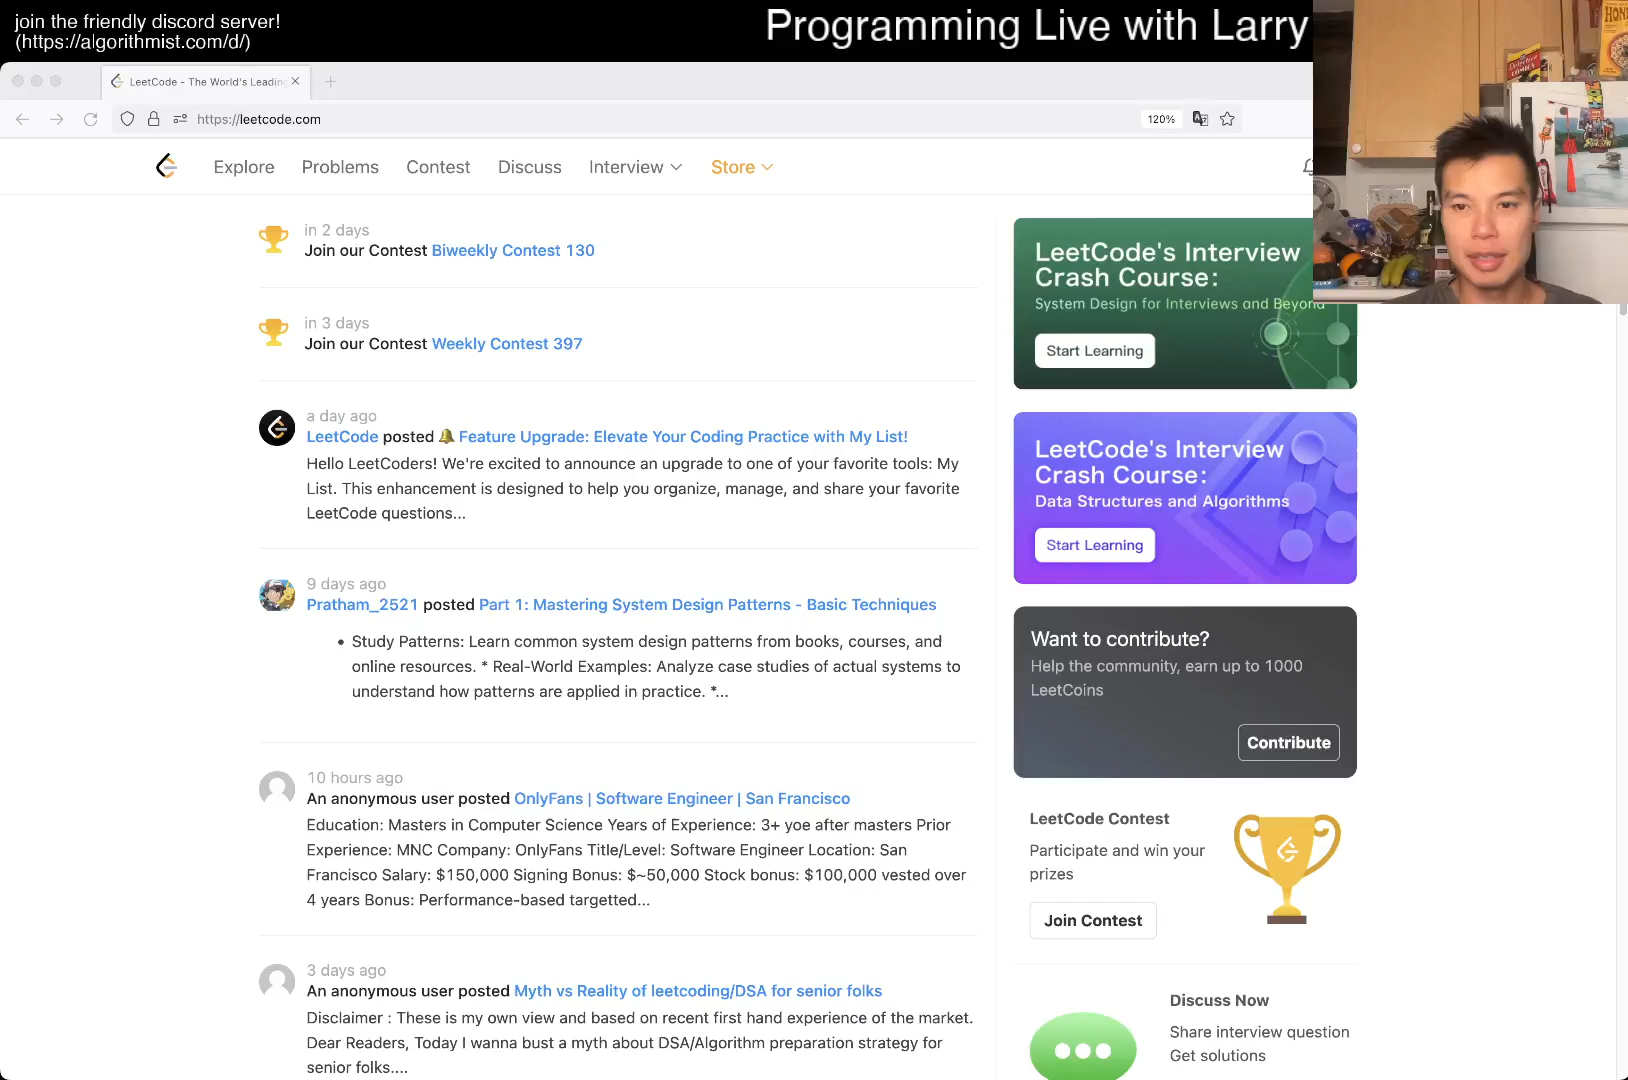 join the friendly discord server!
(https://algorithmist.com/d/)
Programming Live with Larry
LeetCode - The World's Leadin
https://leetcode.com
120%
Explore
Problems
Contest
Discuss
Interview
Store
in 2 days
Join our Contest Biweekly Contest 130
in 3 days
Join our Contest Weekly Contest 397
a day ago
LeetCode posted 🔔 Feature Upgrade: Elevate Your Coding Practice with My List!
Hello LeetCoders! We're excited to announce an upgrade to one of your favorite tools: My
List. This enhancement is designed to help you organize, manage, and share your favorite
LeetCode questions...
9 days ago
Pratham_2521 posted Part 1: Mastering System Design Patterns - Basic Techniques
• Study Patterns: Learn common system design patterns from books, courses, and
online resources. * Real-World Examples: Analyze case studies of actual systems to
understand how patterns are applied in practice. *...
10 hours ago
An anonymous user posted OnlyFans | Software Engineer | San Francisco
Education: Masters in Computer Science Years of Experience: 3+ yoe after masters Prior
Experience: MNC Company: OnlyFans Title/Level: Software Engineer Location: San
Francisco Salary: $150,000 Signing Bonus: $~50,000 Stock bonus: $100,000 vested over
4 years Bonus: Performance-based targetted...
3 days ago
An anonymous user posted Myth vs Reality of leetcoding/DSA for senior folks
Disclaimer : These is my own view and based on recent first hand experience of the market.
Dear Readers, Today I wanna bust a myth about DSA/Algorithm preparation strategy for
senior folks....
LeetCode's Interview
Crash Course:
System Design for Interviews and Beyond
Start Learning
LeetCode's Interview
Crash Course:
Data Structures and Algorithms
Start Learning
Want to contribute?
Help the community, earn up to 1000
LeetCoins
Contribute
LeetCode Contest
Participate and win your
prizes
Join Contest
Discuss Now
Share interview question
Get solutions